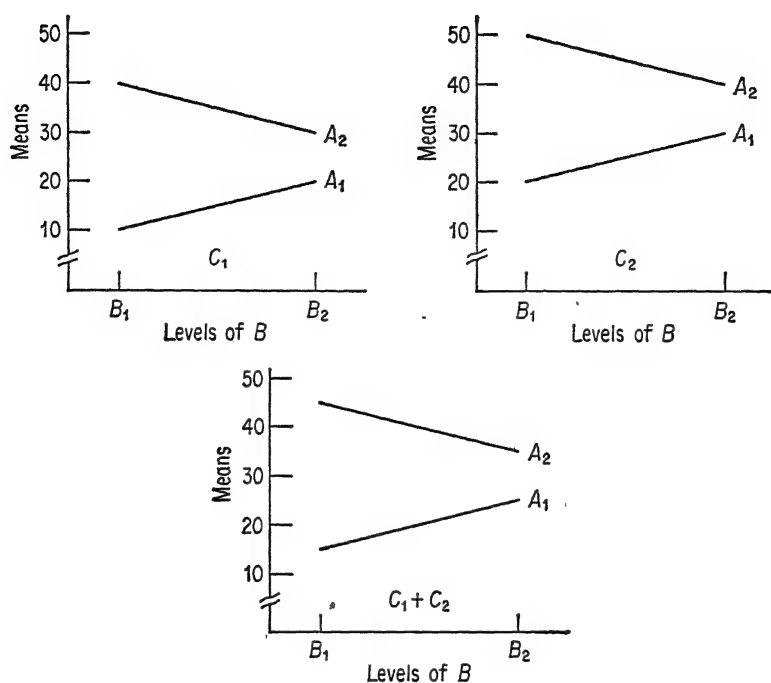 50
40
30
20
10
Means
A₂
A₁
C₁
B₁ B₂
Levels of B
50
40
30
20
10
Means
A₂
A₁
C₂
B₁ B₂
Levels of B
50
40
30
20
10
Means
A₂
A₁
C₁ + C₂
B₁ B₂
Levels of B